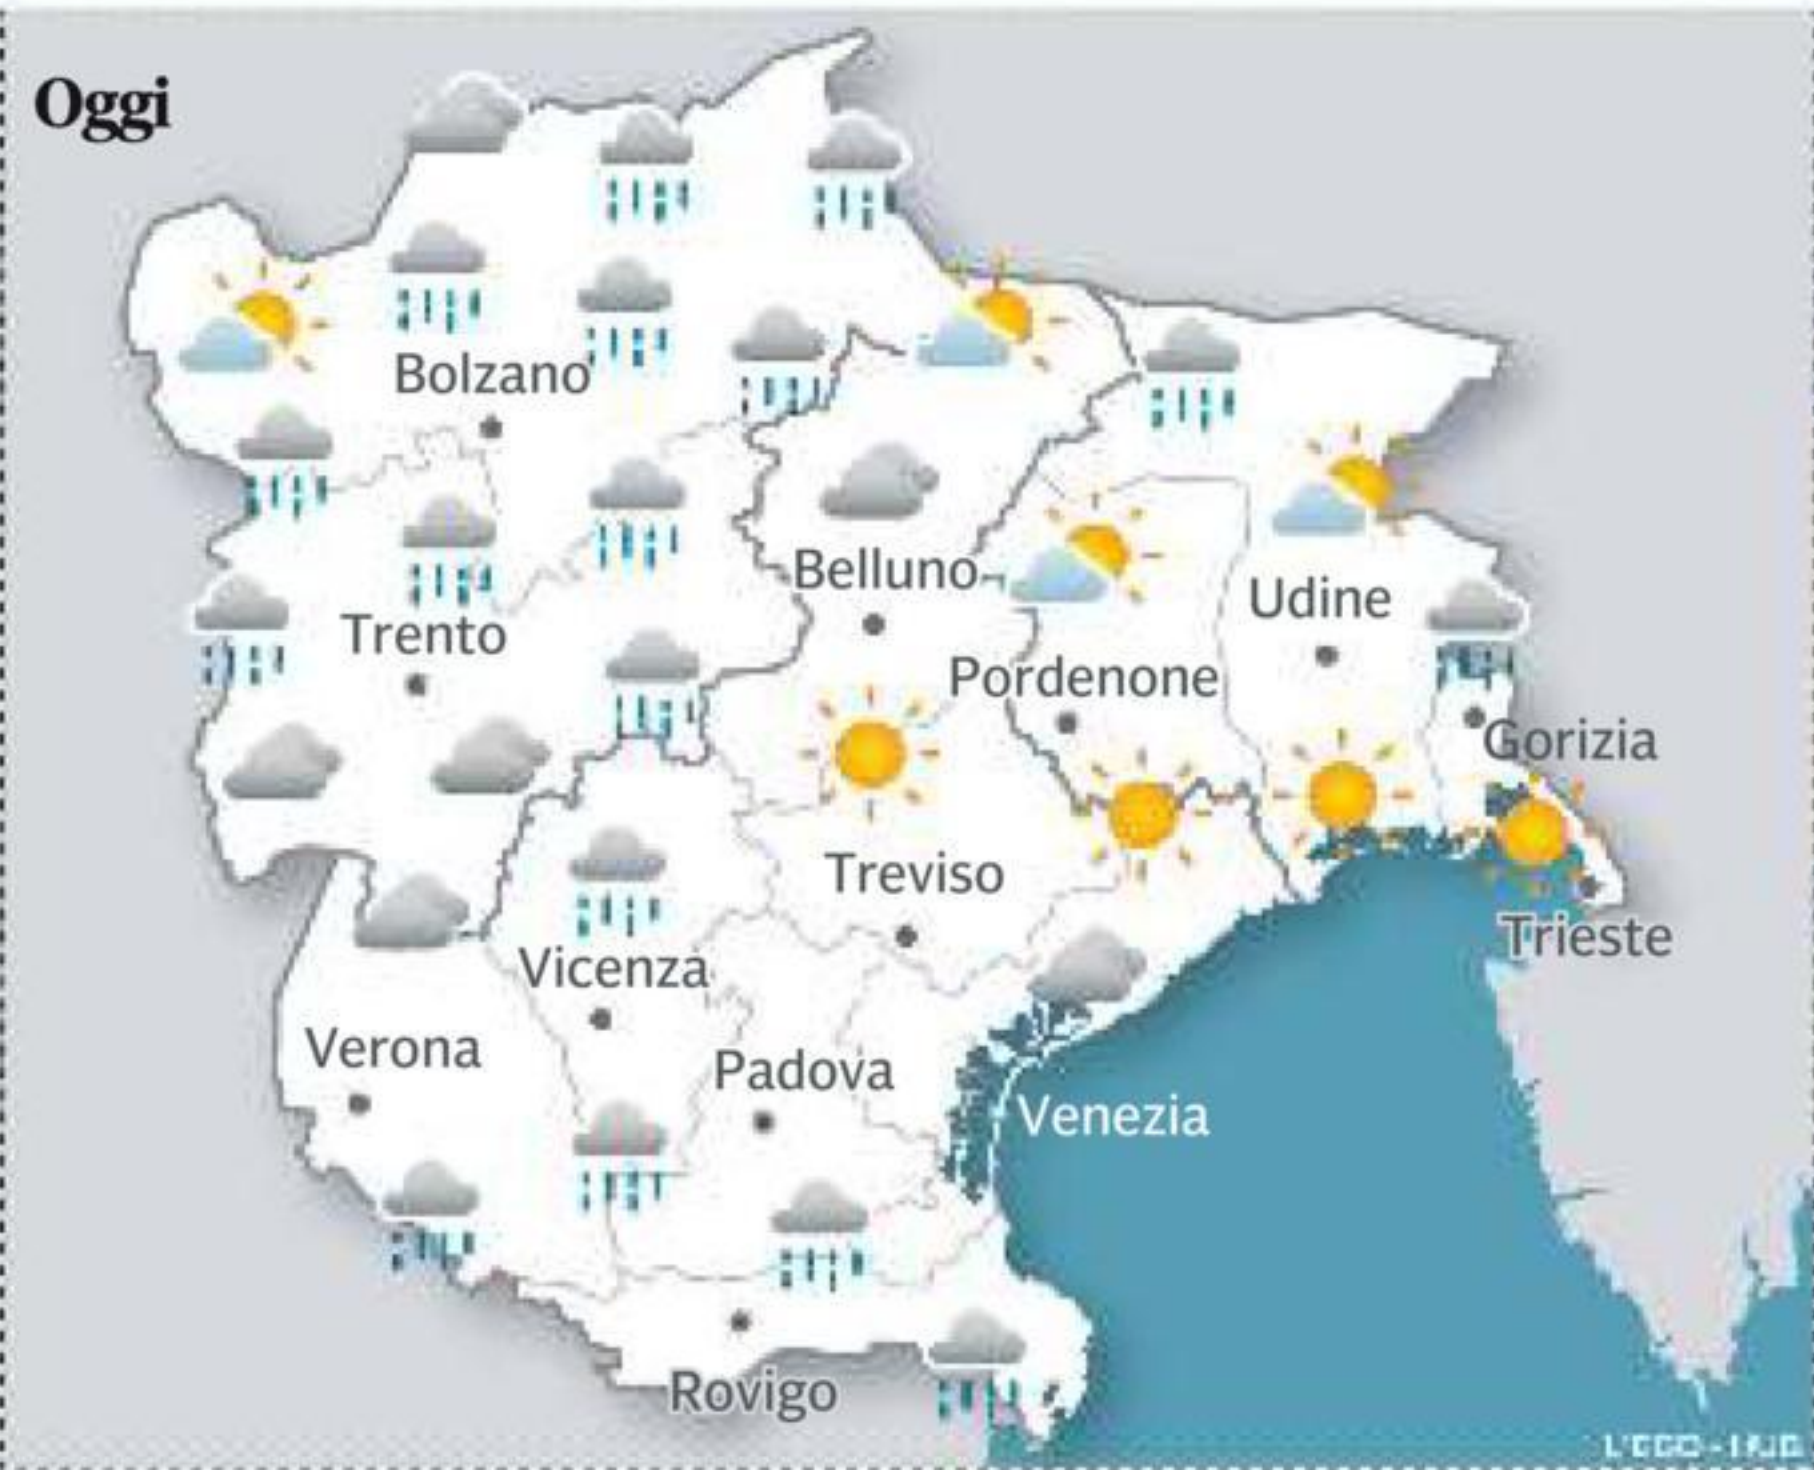 Oggi
Bolzano
Belluno
Udine
Trento
Pordenone
Gorizia
Treviso
Trieste
Vicenza
Verona
Padova
Venezia
Rovigo